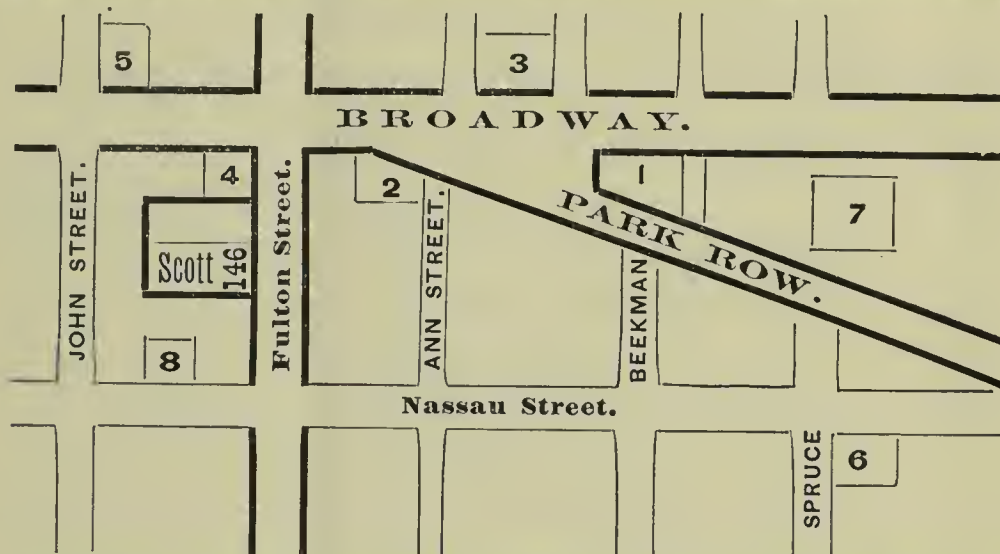 5
3
BROADWAY.
4
2
1
7
JOHN STREET.
Fulton Street.
ANN STREET.
PARK ROW.
BEEKMAN
Scott 146
8
Nassau Street.
6
SPRUCE